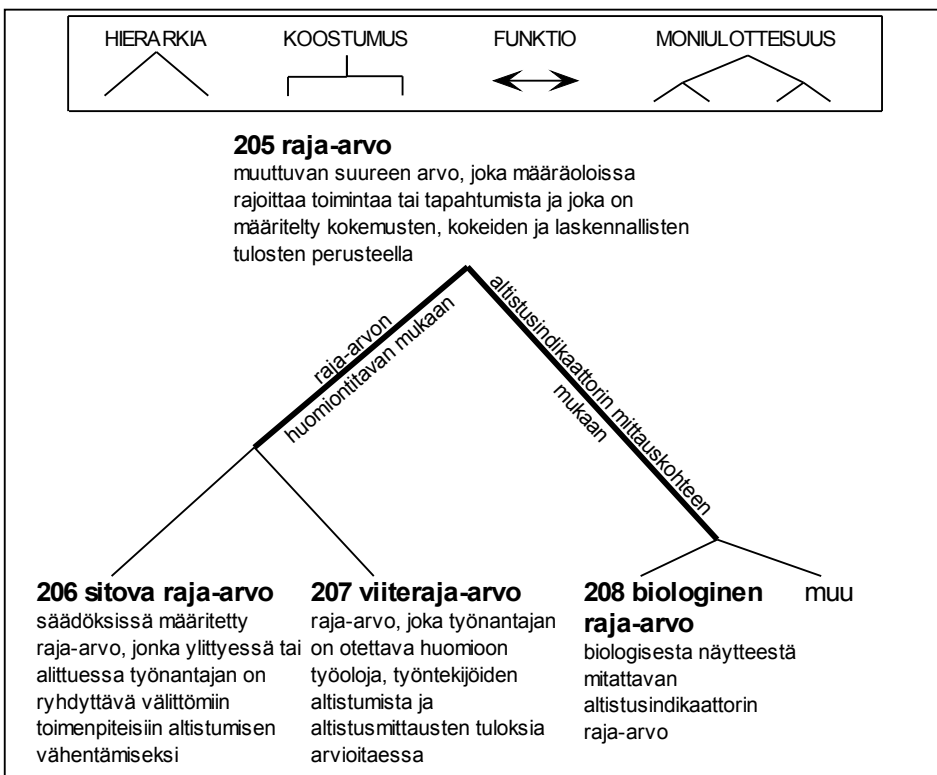 HIERARKIA KOOSTUMUS FUNKTIO MONIULOTTEISUUS
205 raja-arvo
muuttuvan suureen arvo, joka määräoloissa
rajoittaa toimintaa tai tapahtumista ja joka on
määritelty kokemusten, kokeiden ja laskennallisten
tulosten perusteella
raja-arvon
huomiontitavan mukaan
altistusindikaattorin mittauskohteen
mukaan
206 sitova raja-arvo
säädöksissä määritetty
raja-arvo, jonka ylittyessä tai
alittuessa työnantajan on
ryhdyttävä välittömiin
toimenpiteisiin altistumisen
vähentämiseksi
207 viiteraja-arvo
raja-arvo, joka työnantajan
on otettava huomioon
työoloja, työntekijöiden
altistumista ja
altistusmittausten tuloksia
arvioitaessa
208 biologinen
raja-arvo
biologisesta näytteestä
mitattavan
altistusindikaattorin
raja-arvo
muu